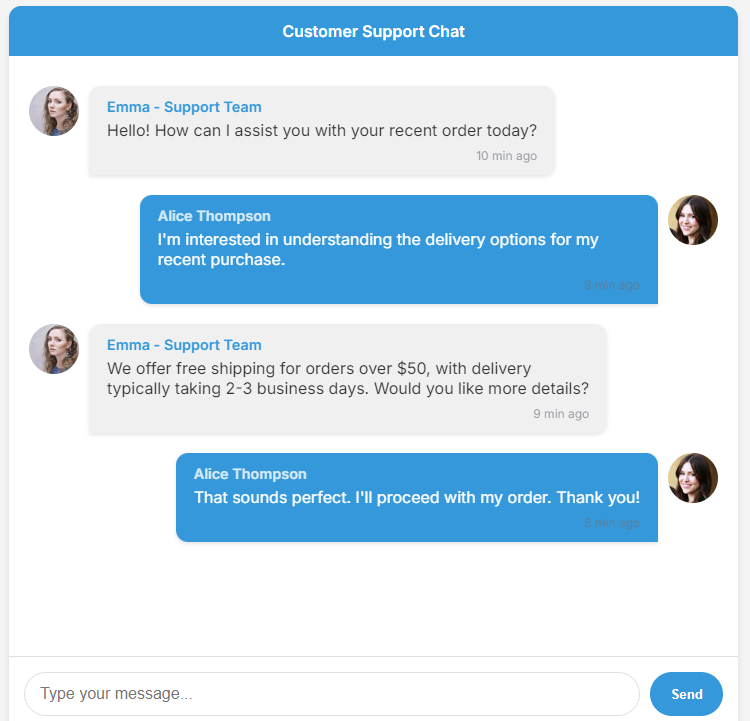 Customer Support Chat
Emma - Support Team
Hello! How can I assist you with your recent order today?
10 min ago
Alice Thompson
I'm interested in understanding the delivery options for my
recent purchase.
9 min ago
Emma - Support Team
We offer free shipping for orders over $50, with delivery
typically taking 2-3 business days. Would you like more details?
9 min ago
Alice Thompson
That sounds perfect. I'll proceed with my order. Thank you!
8 min ago
Type your message...
Send